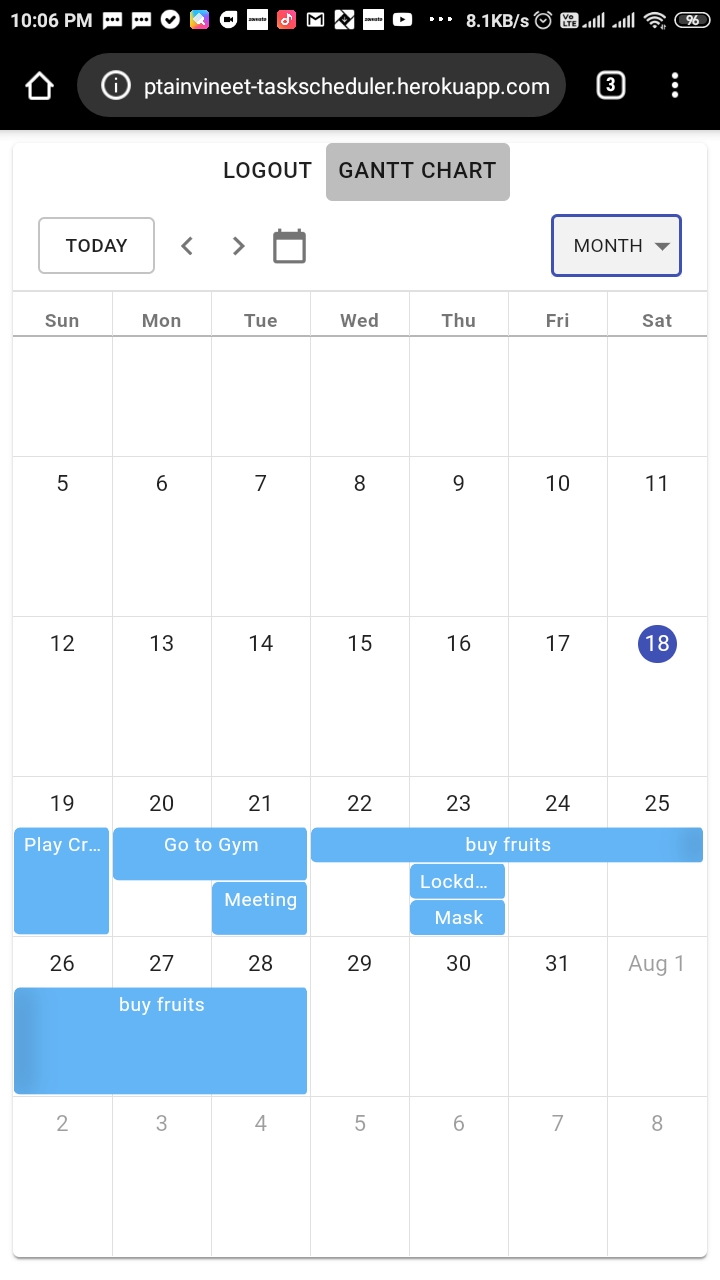 10:06 PM 8.1KB/s Vo LTE 96
ptainvineet-taskscheduler.herokuapp.com 3
LOGOUT GANTT CHART
TODAY MONTH
Sun Mon Tue Wed Thu Fri Sat
5 6 7 8 9 10 11
12 13 14 15 16 17 18
19 20 21 22 23 24 25
Play Cr... Go to Gym buy fruits
Lockd...
Meeting
Mask
26 27 28 29 30 31 Aug 1
buy fruits
2 3 4 5 6 7 8